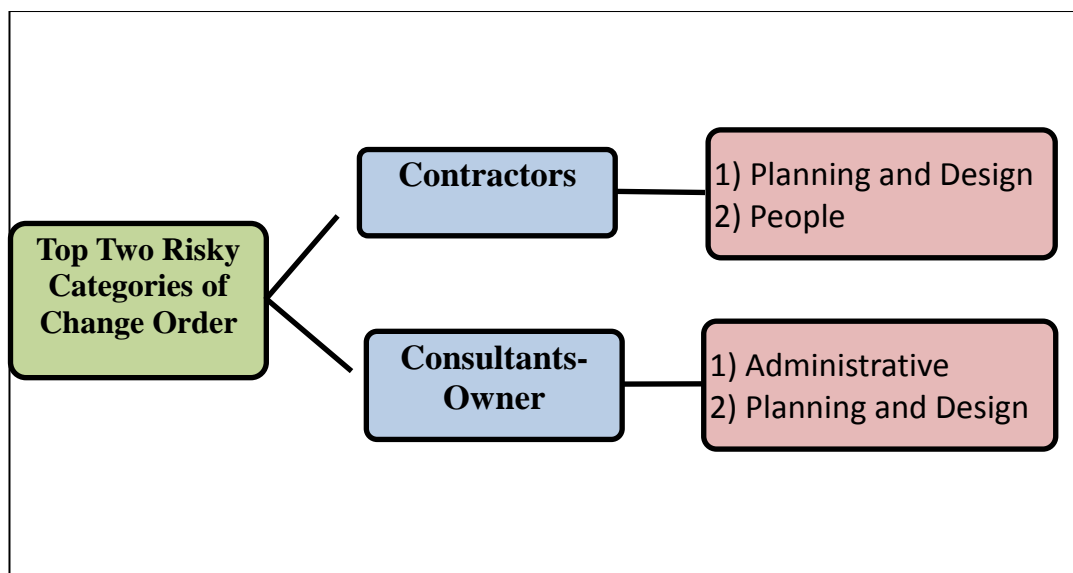 Top Two Risky
Categories of
Change Order
Contractors
1) Planning and Design
2) People
Consultants-
Owner
1) Administrative
2) Planning and Design